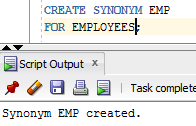 CREATE SYNONYM EMP
FOR EMPLOYEES;
Script Output x
Task complete
Synonym EMP created.